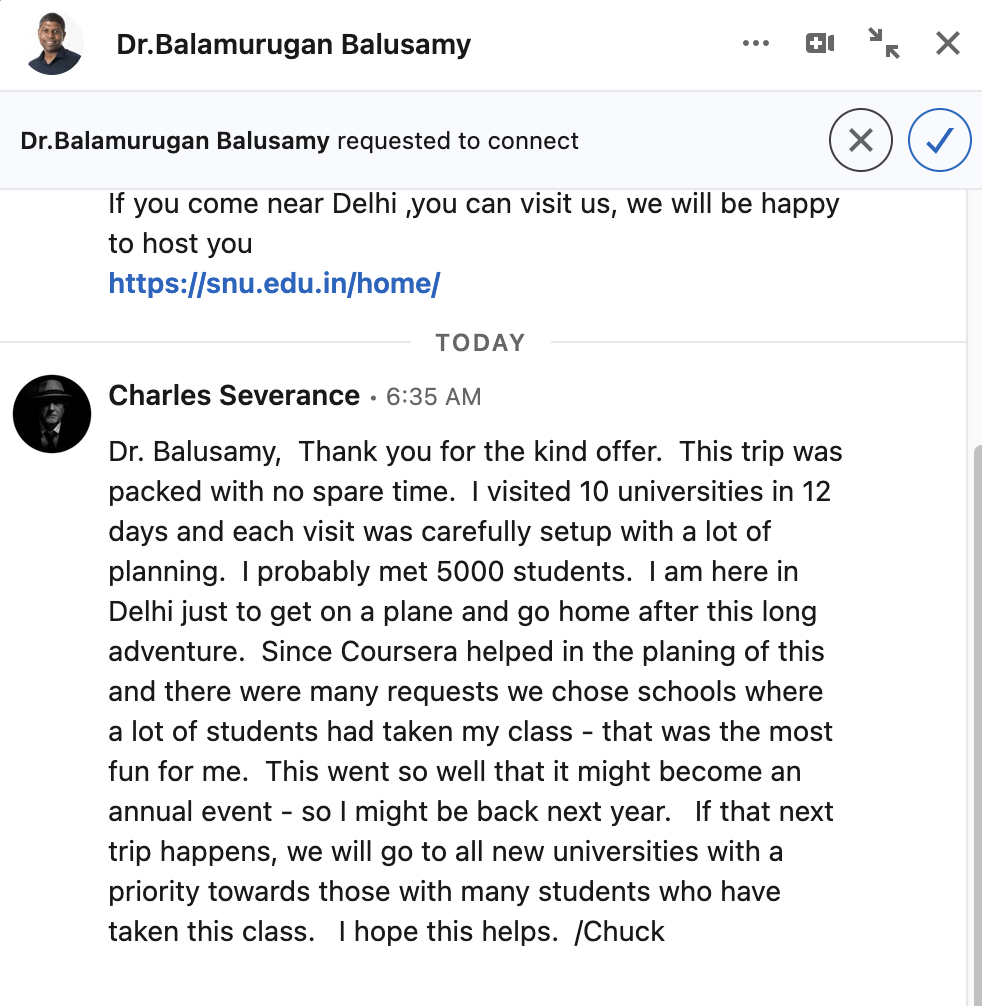 Dr.Balamurugan Balusamy
Dr.Balamurugan Balusamy requested to connect
If you come near Delhi ,you can visit us, we will be happy
to host you
https://snu.edu.in/home/
TODAY
Charles Severance • 6:35 AM
Dr. Balusamy,  Thank you for the kind offer.  This trip was
packed with no spare time.  I visited 10 universities in 12
days and each visit was carefully setup with a lot of
planning.  I probably met 5000 students.  I am here in
Delhi just to get on a plane and go home after this long
adventure.  Since Coursera helped in the planing of this
and there were many requests we chose schools where
a lot of students had taken my class - that was the most
fun for me.  This went so well that it might become an
annual event - so I might be back next year.   If that next
trip happens, we will go to all new universities with a
priority towards those with many students who have
taken this class.   I hope this helps.  /Chuck